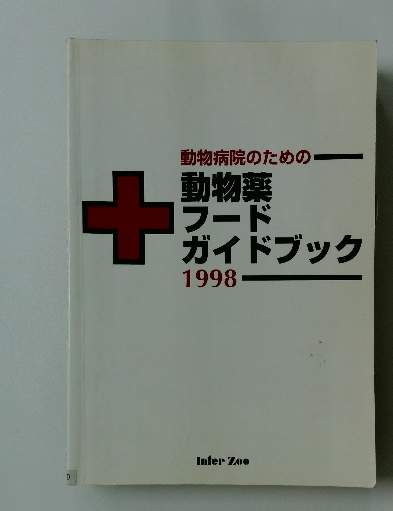 動物病院のための
動物薬
フード
ガイドブック
1998
Inter Zoo